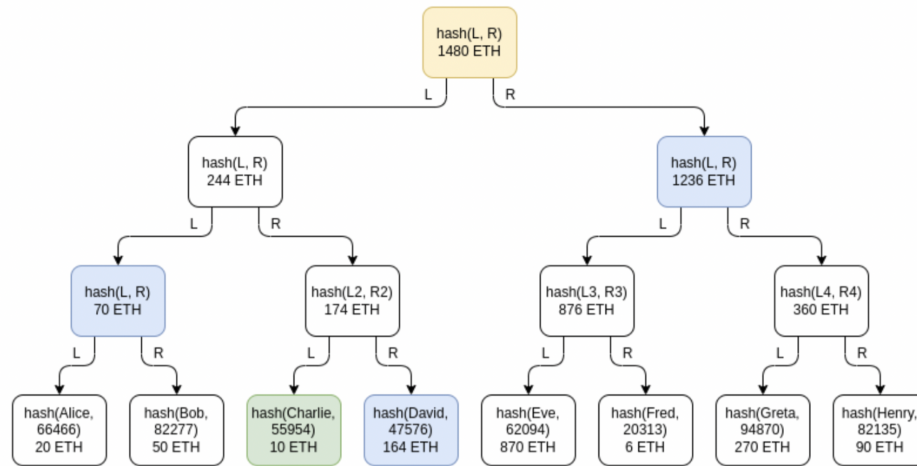 hash(L, R)
1480 ETH
L
R
hash(L, R)
244 ETH
hash(L, R)
1236 ETH
L
R
L
R
hash(L, R)
70 ETH
hash(L2, R2)
174 ETH
hash(L3, R3)
876 ETH
hash(L4, R4)
360 ETH
L
R
L
R
L
R
L
R
hash(Alice,
66466)
20 ETH
hash(Bob,
82277)
50 ETH
hash(Charlie,
55954)
10 ETH
hash(David,
47576)
164 ETH
hash(Eve,
62094)
870 ETH
hash(Fred,
20313)
6 ETH
hash(Greta,
94870)
270 ETH
hash(Henry,
82135)
90 ETH